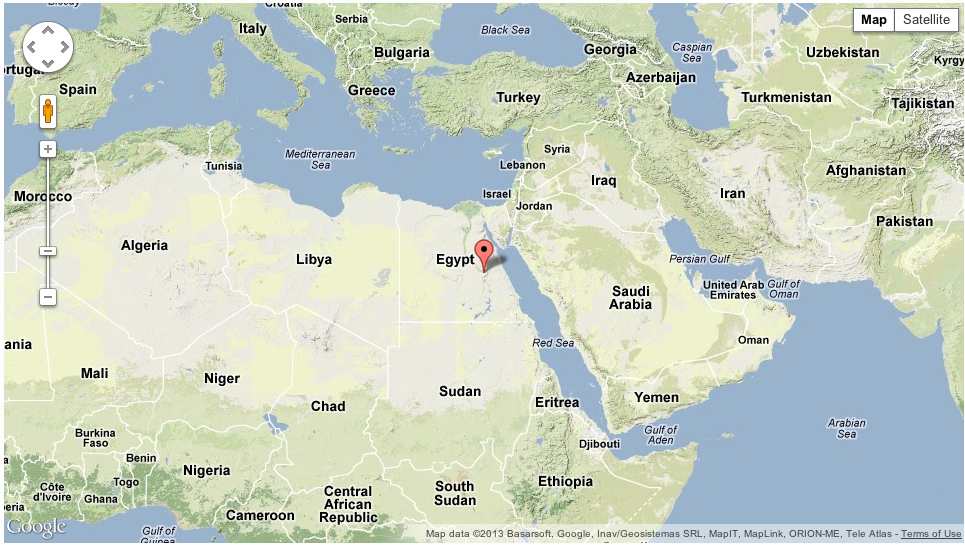 Croatia
Serbia
Italy
Bulgaria
Black Sea
Georgia
Caspian
Sea
Map
Satellite
Uzbekistan
Kyrgy
ortuga
Spain
Greece
Turkey
Azerbaijan
Turkmenistan
Tajikistan
Tunisia
Mediterranean
Sea
Syria
Lebanon
Iraq
Iran
Afghanistan
Morocco
Israel
Jordan
Pakistan
Algeria
Libya
Egypt
Persian Gulf
Saudi
Arabia
United Arab
Emirates
Gulf of
Oman
ania
Mali
Niger
Chad
Sudan
Red Sea
Oman
Eritrea
Yemen
Burkina
Faso
Benin
Nigeria
Togo
Ghana
Côte
d'Ivoire
eria
Cameroon
Central
African
Republic
South
Sudan
Ethiopia
Djibouti
Gulf of
Aden
Arabian
Sea
Google
Gulf of
Guinea
Map data ©2013 Basarsoft, Google, Inav/Geosistemas SRL, MapIT, MapLink, ORION-ME, Tele Atlas - Terms of Use